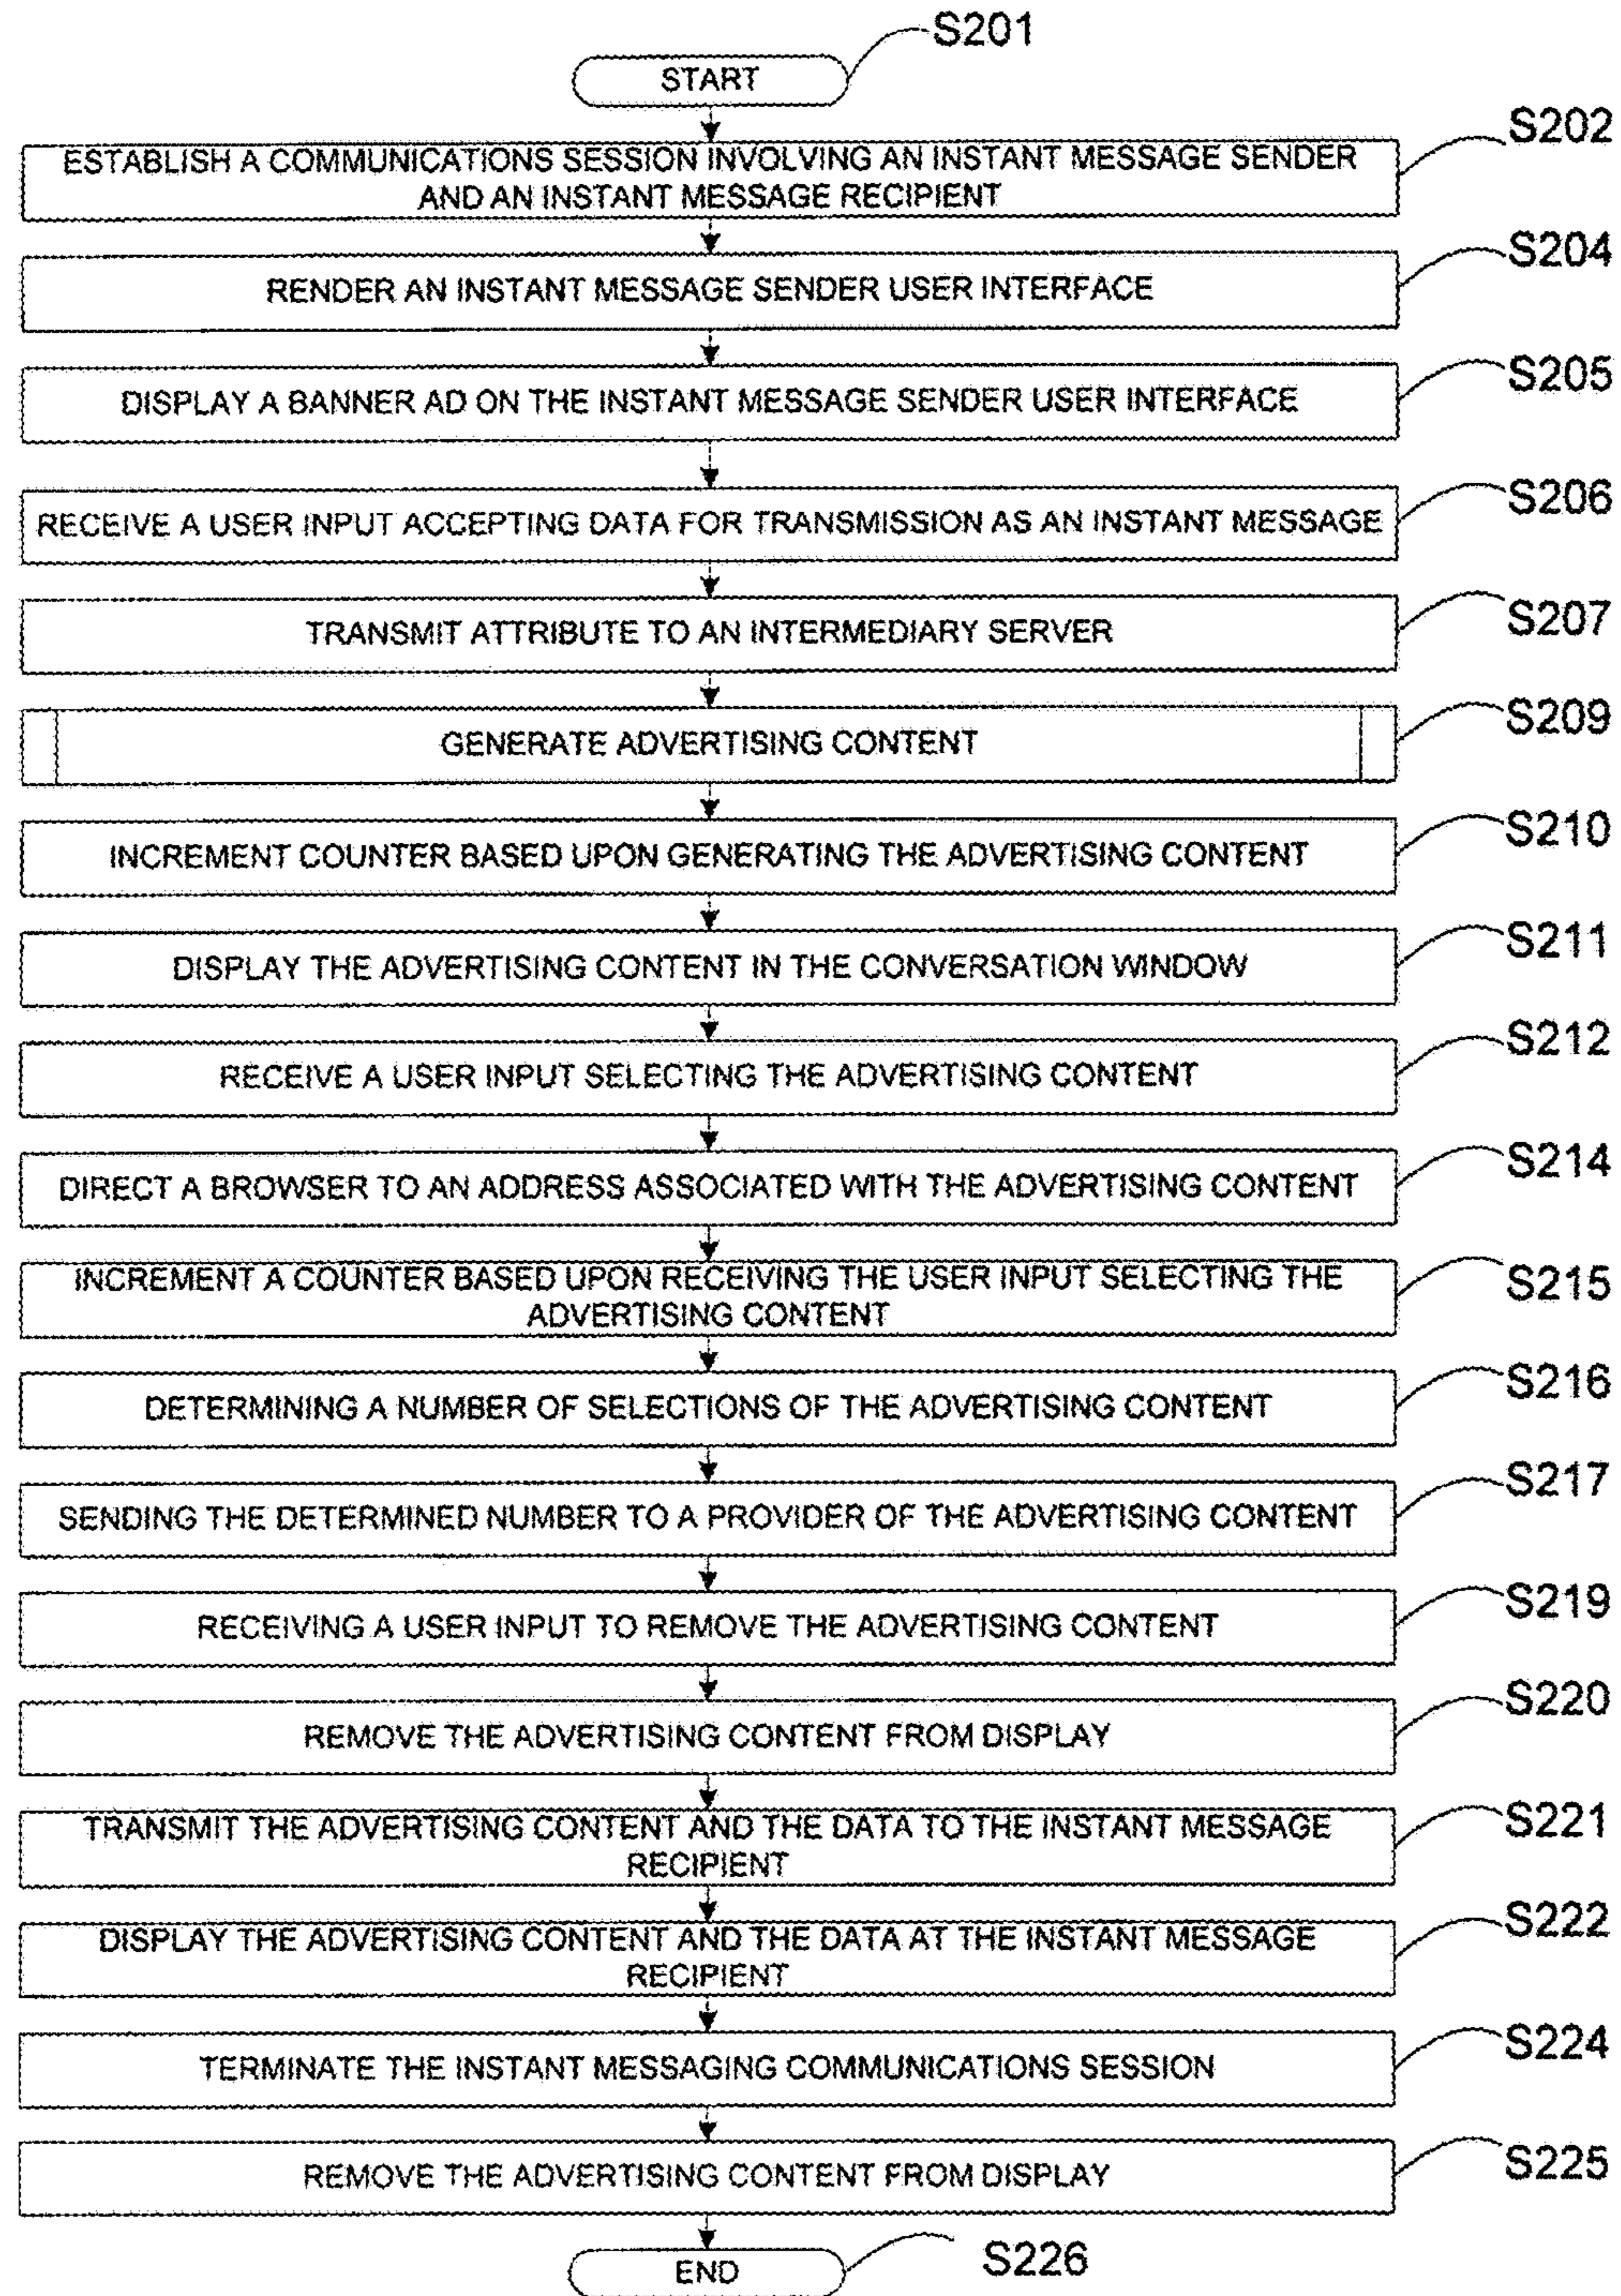 S201
START
S202
ESTABLISH A COMMUNICATIONS SESSION INVOLVING AN INSTANT MESSAGE SENDER
AND AN INSTANT MESSAGE RECIPIENT
S204
RENDER AN INSTANT MESSAGE SENDER USER INTERFACE
S205
DISPLAY A BANNER AD ON THE INSTANT MESSAGE SENDER USER INTERFACE
S206
RECEIVE A USER INPUT ACCEPTING DATA FOR TRANSMISSION AS AN INSTANT MESSAGE
S207
TRANSMIT ATTRIBUTE TO AN INTERMEDIARY SERVER
S209
GENERATE ADVERTISING CONTENT
S210
INCREMENT COUNTER BASED UPON GENERATING THE ADVERTISING CONTENT
S211
DISPLAY THE ADVERTISING CONTENT IN THE CONVERSATION WINDOW
S212
RECEIVE A USER INPUT SELECTING THE ADVERTISING CONTENT
S214
DIRECT A BROWSER TO AN ADDRESS ASSOCIATED WITH THE ADVERTISING CONTENT
S215
INCREMENT A COUNTER BASED UPON RECEIVING THE USER INPUT SELECTING THE
ADVERTISING CONTENT
S216
DETERMINING A NUMBER OF SELECTIONS OF THE ADVERTISING CONTENT
S217
SENDING THE DETERMINED NUMBER TO A PROVIDER OF THE ADVERTISING CONTENT
S219
RECEIVING A USER INPUT TO REMOVE THE ADVERTISING CONTENT
S220
REMOVE THE ADVERTISING CONTENT FROM DISPLAY
S221
TRANSMIT THE ADVERTISING CONTENT AND THE DATA TO THE INSTANT MESSAGE
RECIPIENT
S222
DISPLAY THE ADVERTISING CONTENT AND THE DATA AT THE INSTANT MESSAGE
RECIPIENT
S224
TERMINATE THE INSTANT MESSAGING COMMUNICATIONS SESSION
S225
REMOVE THE ADVERTISING CONTENT FROM DISPLAY
S226
END